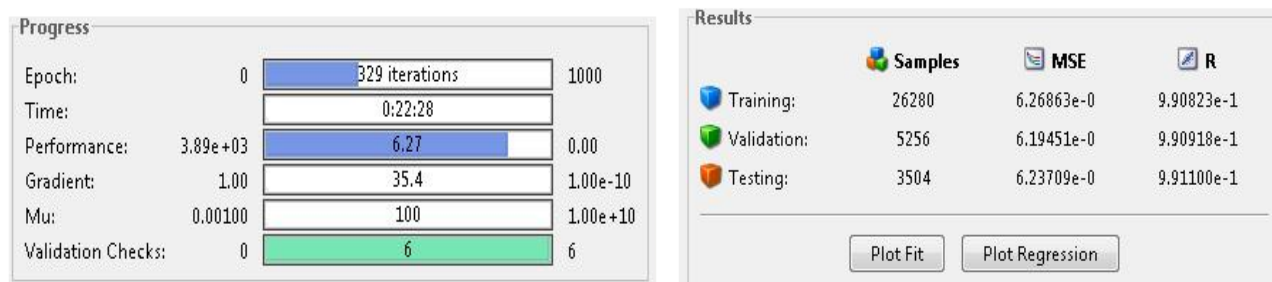 Progress
Epoch: 0 329 iterations 1000
Time: 0:22:28
Performance: 3.89e+03 6.27 0.00
Gradient: 1.00 35.4 1.00e-10
Mu: 0.00100 100 1.00e+10
Validation Checks: 0 6 6
Results
Samples MSE R
Training: 26280 6.26863e-0 9.90823e-1
Validation: 5256 6.19451e-0 9.90918e-1
Testing: 3504 6.23709e-0 9.91100e-1
Plot Fit Plot Regression